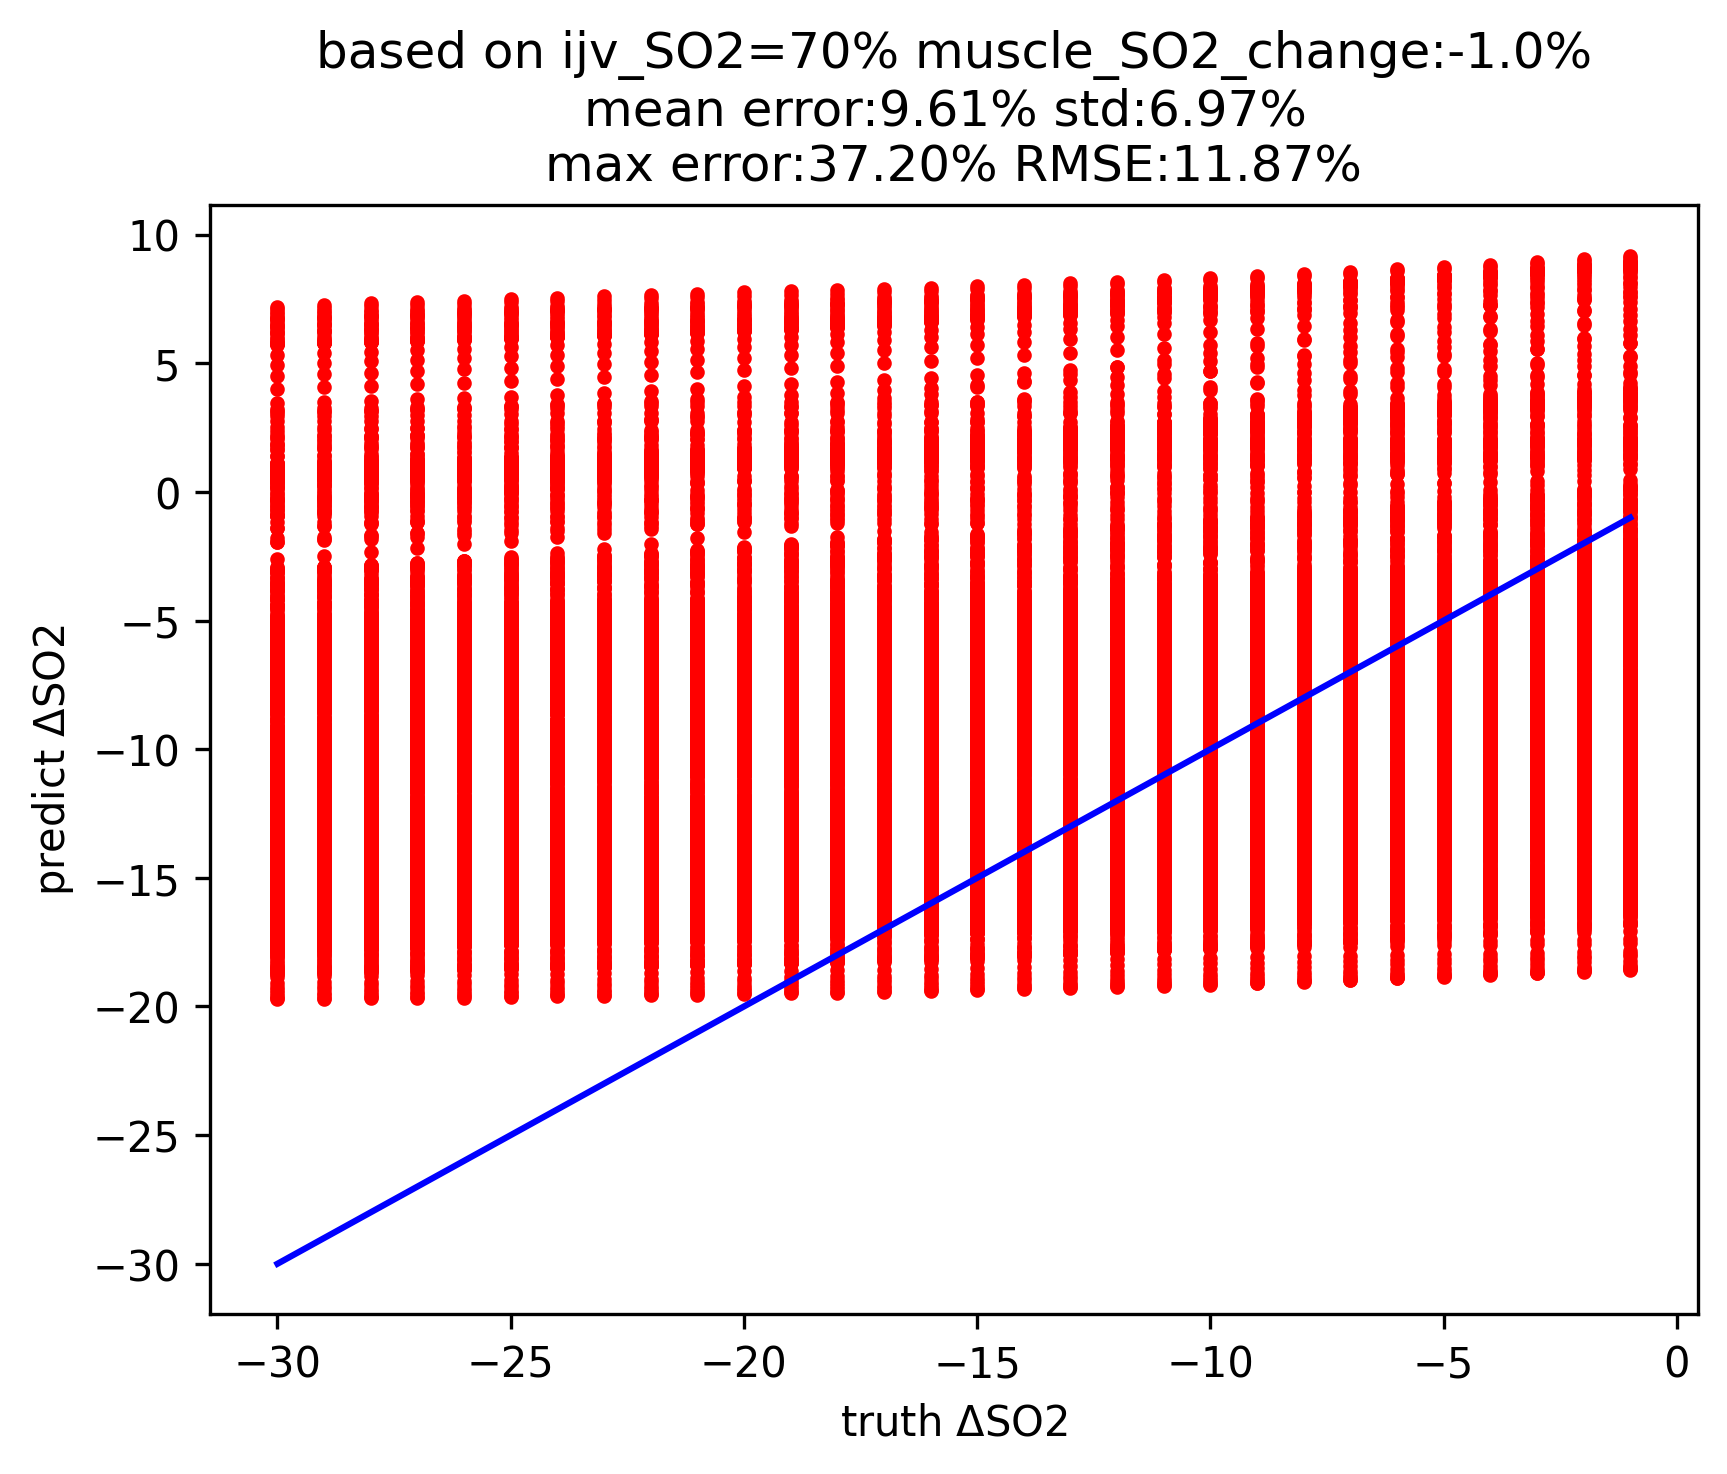 based on ijv_SO2=70% muscle_SO2_change:-1.0%
mean error:9.61% std:6.97%
max error:37.20% RMSE:11.87%
10
5
0
−5
−10
−15
−20
−25
−30
predict ΔSO2
−30 −25 −20 −15 −10 −5 0
truth ΔSO2